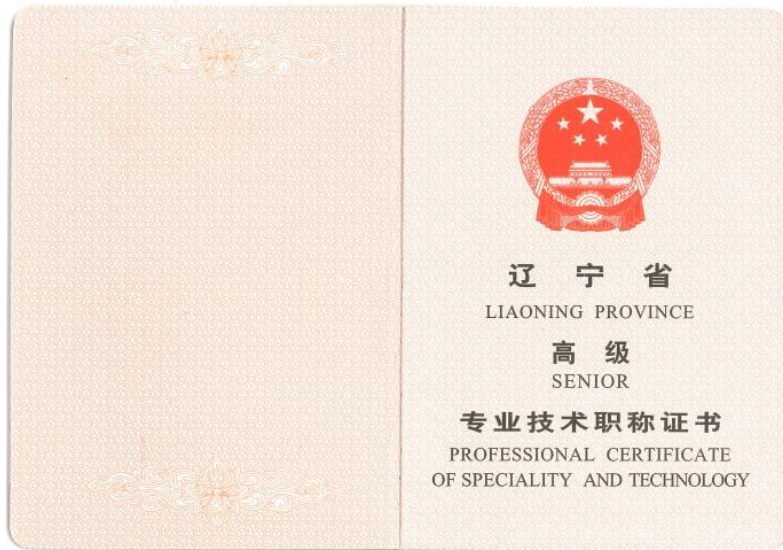 辽宁省
LIAONING PROVINCE
高级
SENIOR
专业技术职称证书
PROFESSIONAL CERTIFICATE
OF SPECIALITY AND TECHNOLOGY